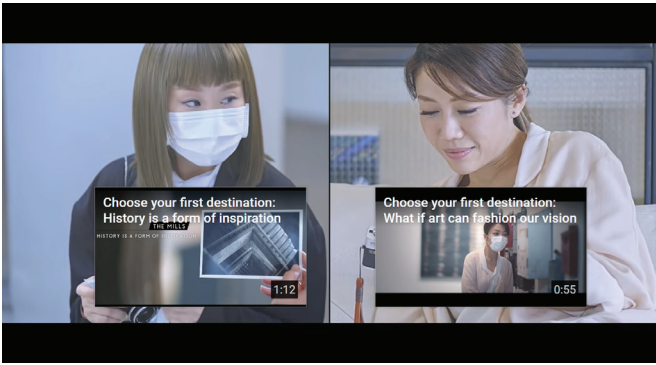 Choose your first destination:
History is a form of inspiration
THE MILLS
HISTORY IS A FORM OF
1:12
Choose your first destination:
What if art can fashion our vision
0:55